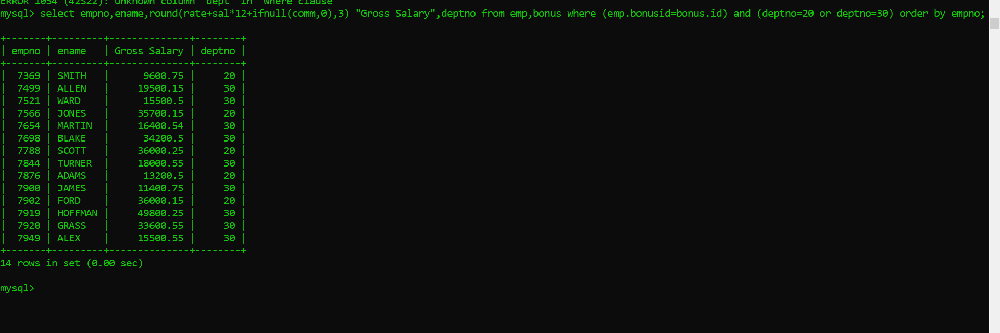 ERROR 1054 (42S22): Unknown column 'dept' in 'where clause'
mysql> select empno,ename,round(rate+sal*12+ifnull(comm,0),3) "Gross Salary",deptno from emp,bonus where (emp.bonusid=bonus.id) and (deptno=20 or deptno=30) order by empno;
+-------+---------+--------------+--------+
| empno | ename   | Gross Salary | deptno |
+-------+---------+--------------+--------+
|  7369 | SMITH   |      9600.75 |     20 |
|  7499 | ALLEN   |     19500.15 |     30 |
|  7521 | WARD    |      15500.5 |     30 |
|  7566 | JONES   |     35700.15 |     20 |
|  7654 | MARTIN  |     16400.54 |     30 |
|  7698 | BLAKE   |      34200.5 |     30 |
|  7788 | SCOTT   |     36000.25 |     20 |
|  7844 | TURNER  |     18000.55 |     30 |
|  7876 | ADAMS   |      13200.5 |     20 |
|  7900 | JAMES   |     11400.75 |     30 |
|  7902 | FORD    |     36000.15 |     20 |
|  7919 | HOFFMAN |     49800.25 |     30 |
|  7920 | GRASS   |     33600.55 |     30 |
|  7949 | ALEX    |     15500.55 |     30 |
+-------+---------+--------------+--------+
14 rows in set (0.00 sec)
mysql>